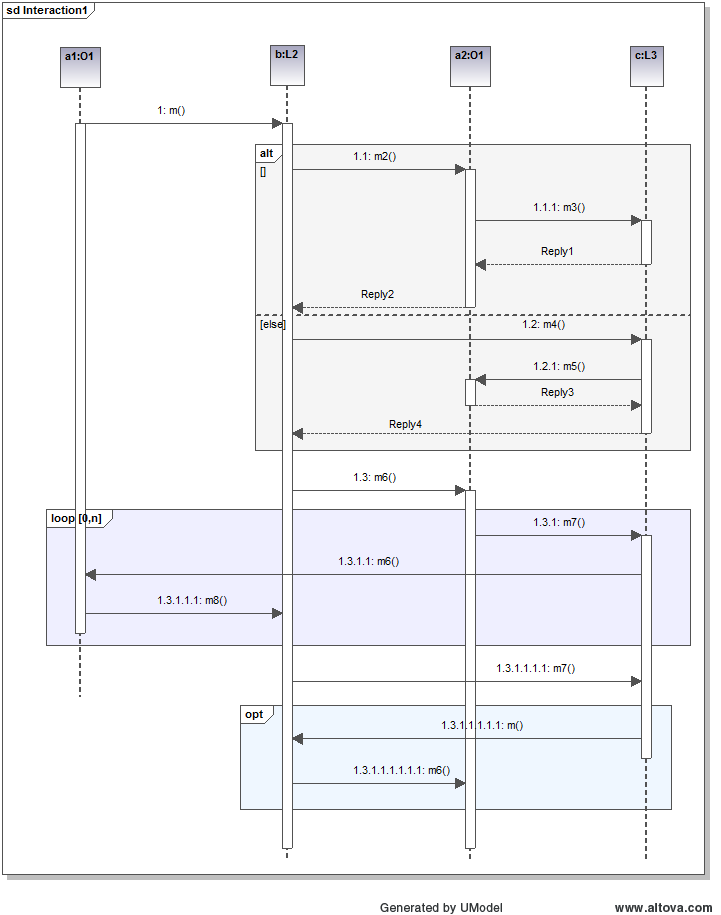 sd Interaction1
a1:O1
b:L2
a2:O1
c:L3
1: m()
alt
1.1: m2()
[]
1.1.1: m3()
Reply1
Reply2
[else]
1.2: m4()
1.2.1: m5()
Reply3
Reply4
1.3: m6()
loop [0,n]
1.3.1: m7()
1.3.1.1: m6()
1.3.1.1.1: m8()
1.3.1.1.1.1: m7()
opt
1.3.1.1.1.1.1: m()
1.3.1.1.1.1.1.1: m6()
Generated by UModel
www.altova.com